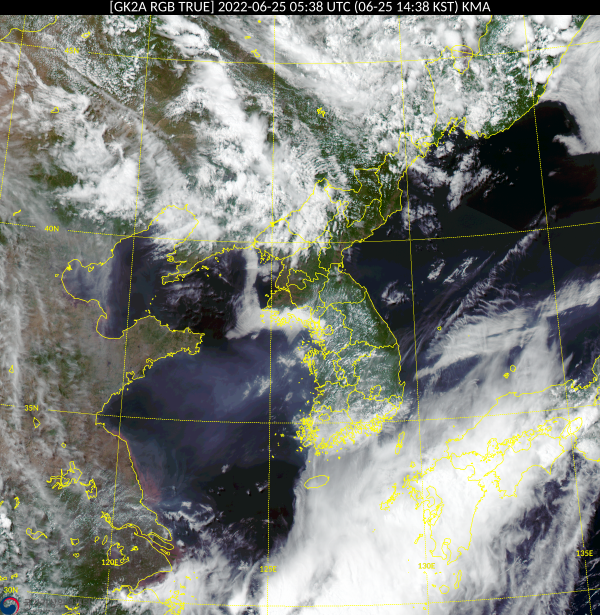 [GK2A RGB TRUE] 2022-06-25 05:38 UTC (06-25 14:38 KST) KMA
40N
35N
135E
130E
125E
120E
30N